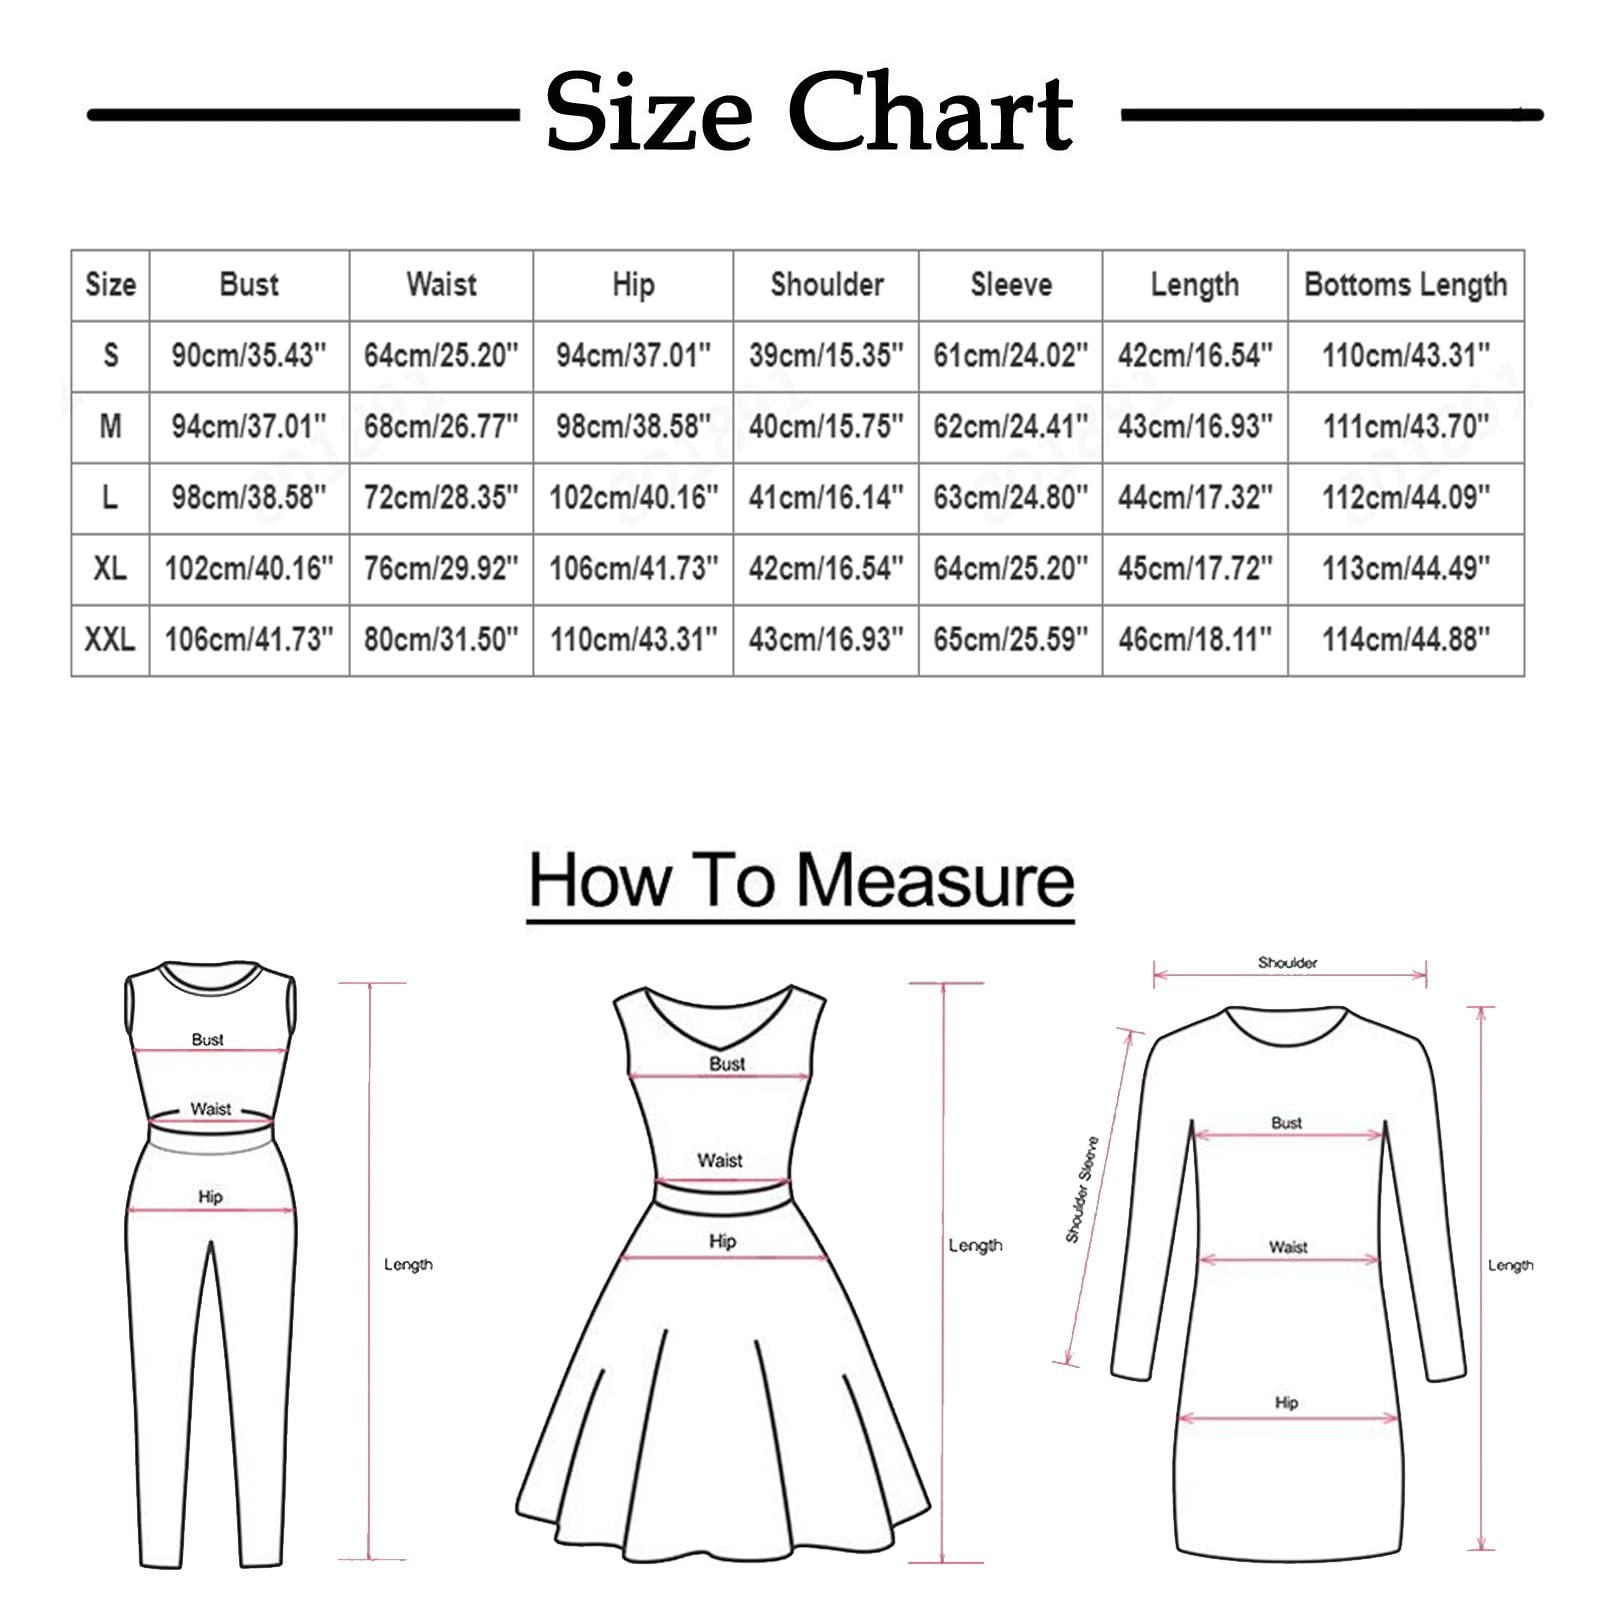 Size Chart
Size Bust Waist Hip Shoulder Sleeve Length Bottoms Length
S 90cm/35.43" 64cm/25.20" 94cm/37.01" 39cm/15.35" 61cm/24.02" 42cm/16.54" 110cm/43.31"
M 94cm/37.01" 68cm/26.77" 98cm/38.58" 40cm/15.75" 62cm/24.41" 43cm/16.93" 111cm/43.70"
L 98cm/38.58" 72cm/28.35" 102cm/40.16" 41cm/16.14" 63cm/24.80" 44cm/17.32" 112cm/44.09"
XL 102cm/40.16" 76cm/29.92" 106cm/41.73" 42cm/16.54" 64cm/25.20" 45cm/17.72" 113cm/44.49"
XXL 106cm/41.73" 80cm/31.50" 110cm/43.31" 43cm/16.93" 65cm/25.59" 46cm/18.11" 114cm/44.88"
How To Measure
Bust
Waist
Hip
Length
Bust
Waist
Hip
Length
Shoulder
Shoulder Sleeve
Bust
Waist
Hip
Length